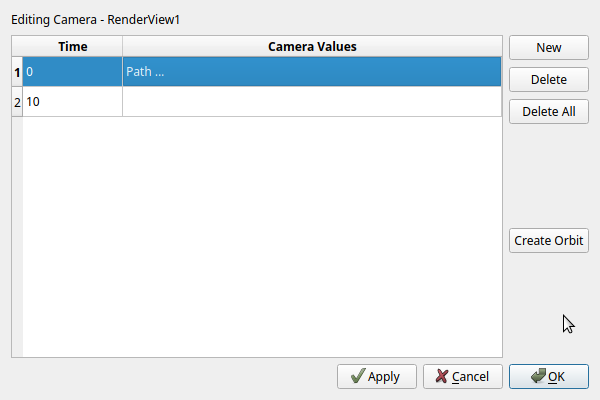 Editing Camera - RenderView1
Time Camera Values
1 0 Path ...
2 10
New
Delete
Delete All
Create Orbit
Apply Cancel OK